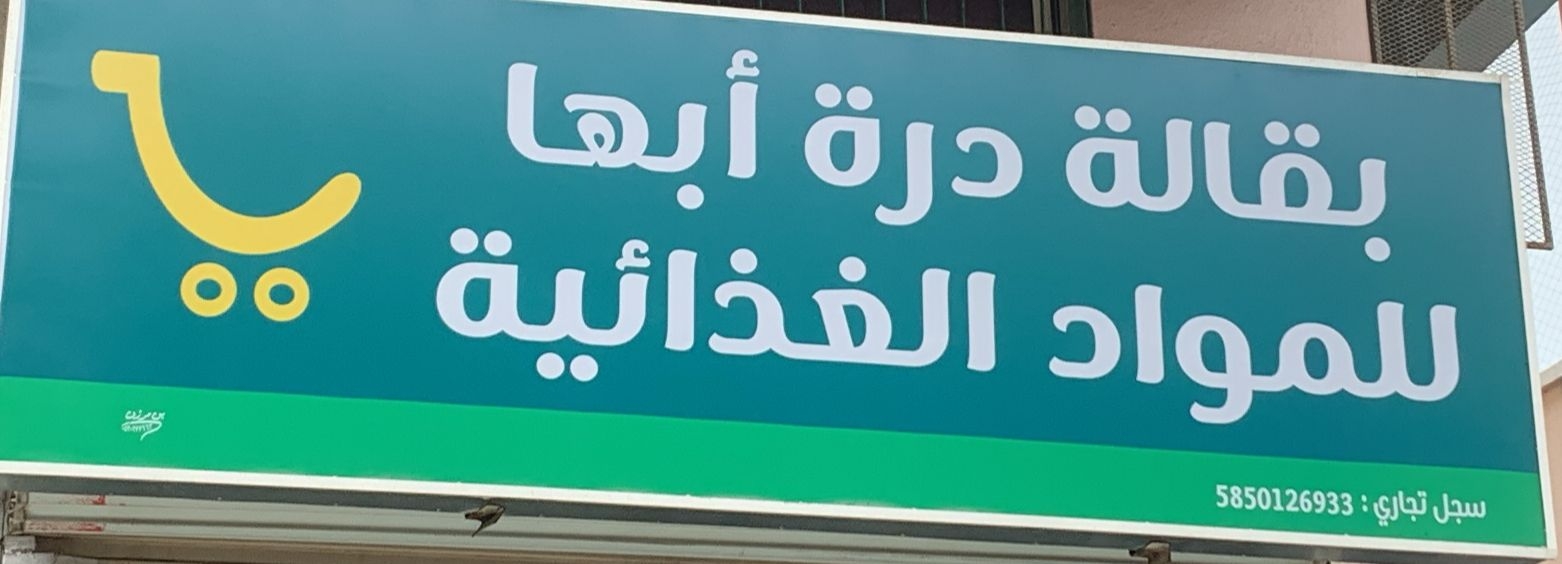 بقالة درة أبها
للمواد الغذائية
سجل تجاري : 5850126933